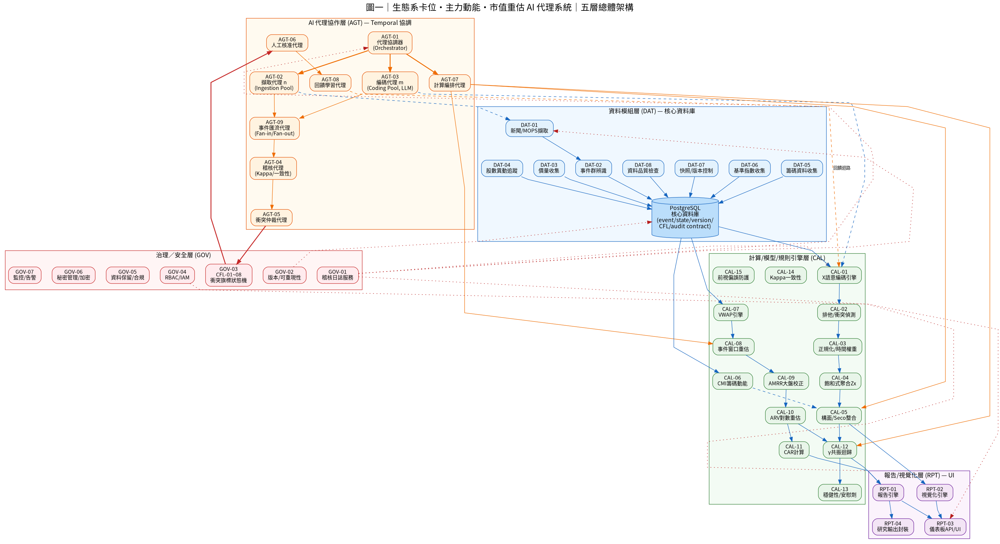 圖一｜生態系卡位・主力動能・市值重估 AI 代理系統｜五層總體架構
AI 代理協作層 (AGT) — Temporal 協調
AGT-06
人工核准代理
AGT-01
代理協調器
(Orchestrator)
AGT-02
擷取代理 n
(Ingestion Pool)
AGT-08
回饋學習代理
AGT-03
編碼代理 m
(Coding Pool, LLM)
AGT-07
計算編排代理
AGT-09
事件匯流代理
(Fan-in/Fan-out)
AGT-04
稽核代理
(Kappa/一致性)
AGT-05
衝突仲裁代理
資料模組層 (DAT) — 核心資料庫
DAT-01
新聞/MOPS擷取
DAT-04
股數異動追蹤
DAT-03
價量收集
DAT-02
事件群辨識
DAT-08
資料品質檢查
DAT-07
快照/版本控制
DAT-06
基準指數收集
DAT-05
籌碼資料收集
回饋迴路
PostgreSQL
核心資料庫
(event/state/version/
CFL/audit contract)
治理／安全層 (GOV)
GOV-07
監控/告警
GOV-06
秘密管理/加密
GOV-05
資料保留/合規
GOV-04
RBAC/IAM
GOV-03
CFL-01~08
衝突旗標狀態機
GOV-02
版本/可重現性
GOV-01
稽核日誌服務
計算/模型/規則引擎層 (CAL)
CAL-15
前視偏誤防護
CAL-14
Kappa一致性
CAL-01
X語意編碼引擎
CAL-07
VWAP引擎
CAL-02
排他/衝突偵測
CAL-08
事件窗口重估
CAL-03
正規化/時間權重
CAL-06
CMI籌碼動能
CAL-09
AMRR大盤校正
CAL-04
飽和式聚合Zx
CAL-10
ARV對數重估
CAL-05
構面/Seco整合
CAL-11
CAR計算
CAL-12
γ共振迴歸
CAL-13
穩健性/安慰劑
報告/視覺化層 (RPT) — UI
RPT-01
報告引擎
RPT-02
視覺化引擎
RPT-04
研究輸出封裝
RPT-03
儀表板API/UI